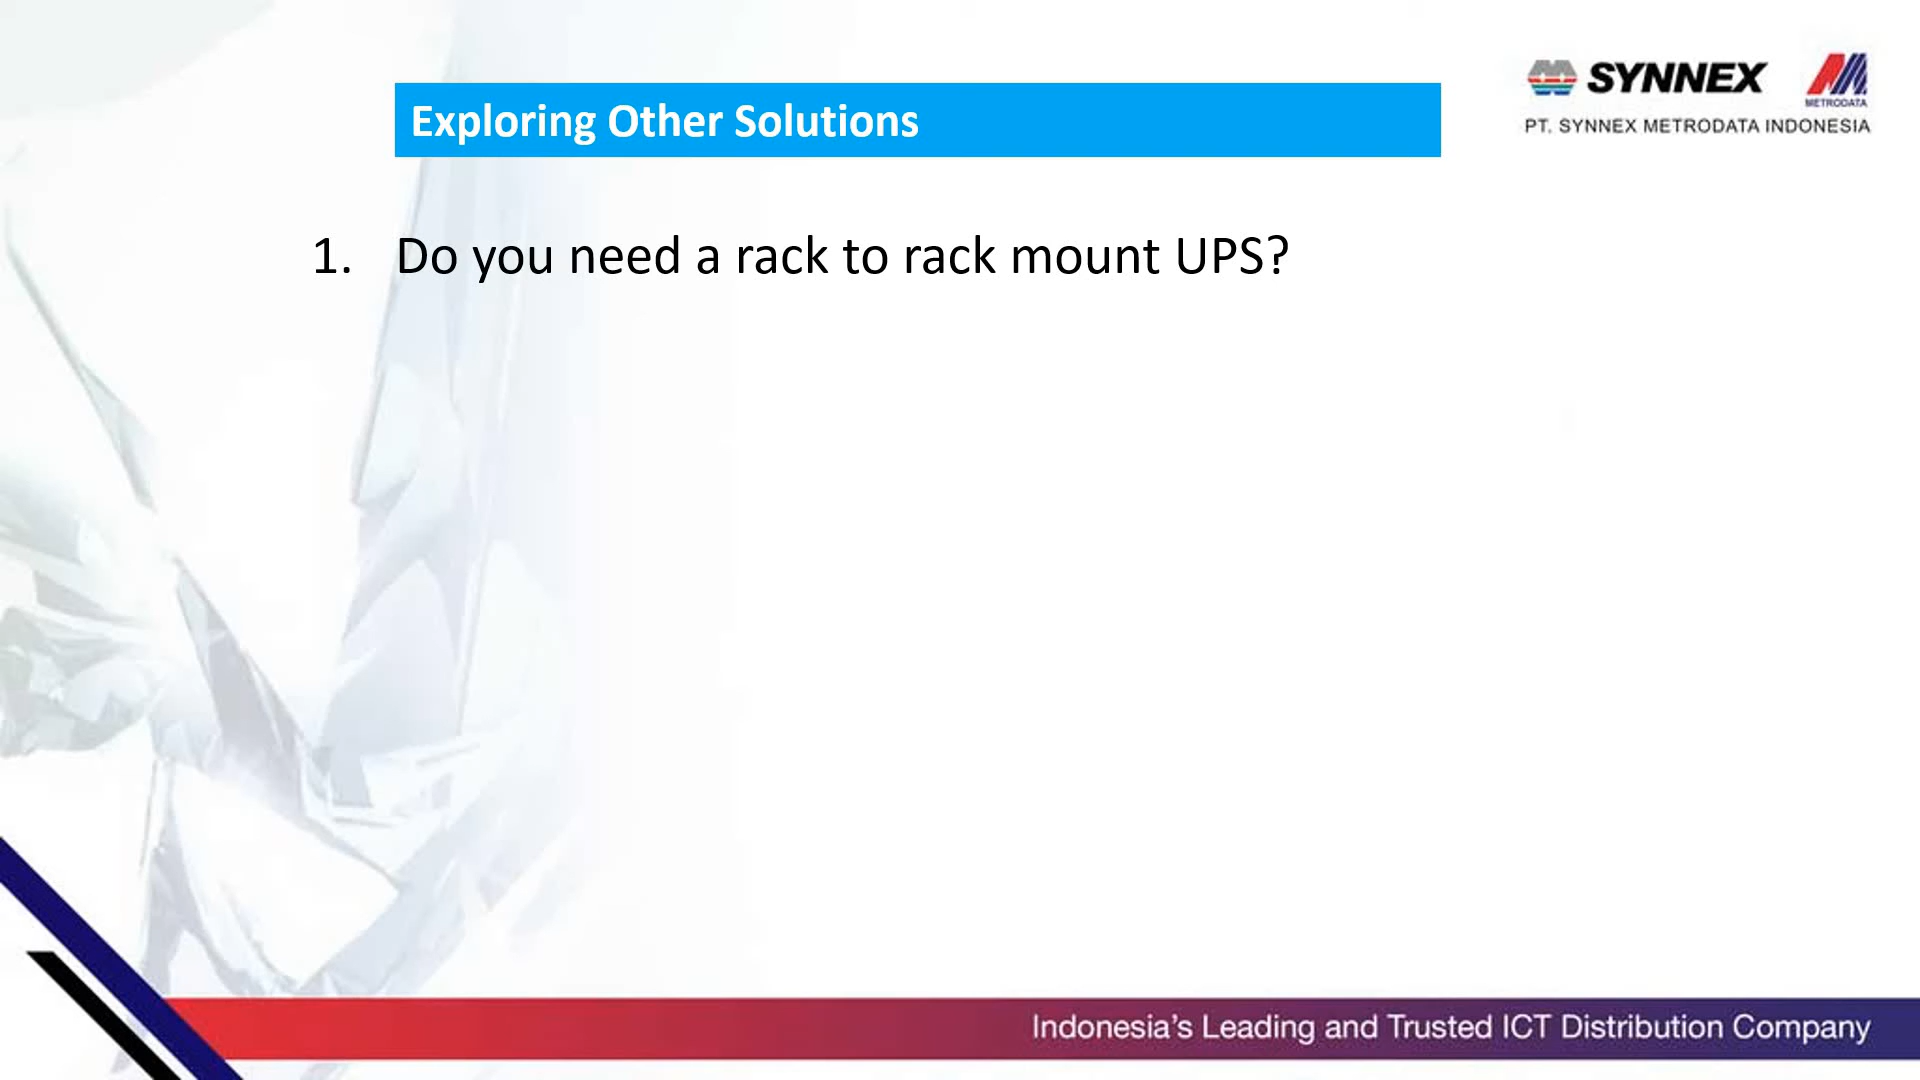 Exploring Other Solutions
SYNNEX
METRODATA
PT. SYNNEX METRODATA INDONESIA
1. Do you need a rack to rack mount UPS?
Indonesia's Leading and Trusted ICT Distribution Company